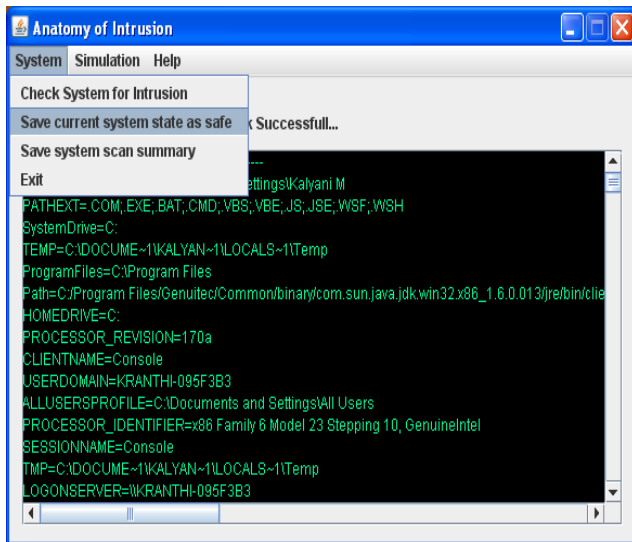 Anatomy of Intrusion
System Simulation Help
Check System for Intrusion
Save current system state as safe
Successfull...
Save system scan summary
Exit
ettings\Kalyani M
PATHEXT=.COM;.EXE;.BAT;.CMD;.VBS;.VBE;.JS;.JSE;.WSF;.WSH
SystemDrive=C:
TEMP=C:\DOCUME~1\KALYAN~1\LOCALS~1\Temp
ProgramFiles=C:\Program Files
Path=C:/Program Files/Genuitec/Common/binary/com.sun.java.jdk.win32.x86_1.6.0.013/jre/bin/clie
HOMEDRIVE=C:
PROCESSOR_REVISION=170a
CLIENTNAME=Console
USERDOMAIN=KRANTHI-095F3B3
ALLUSERSPROFILE=C:\Documents and Settings\All Users
PROCESSOR_IDENTIFIER=x86 Family 6 Model 23 Stepping 10, GenuineIntel
SESSIONNAME=Console
TMP=C:\DOCUME~1\KALYAN~1\LOCALS~1\Temp
LOGONSERVER=\\KRANTHI-095F3B3